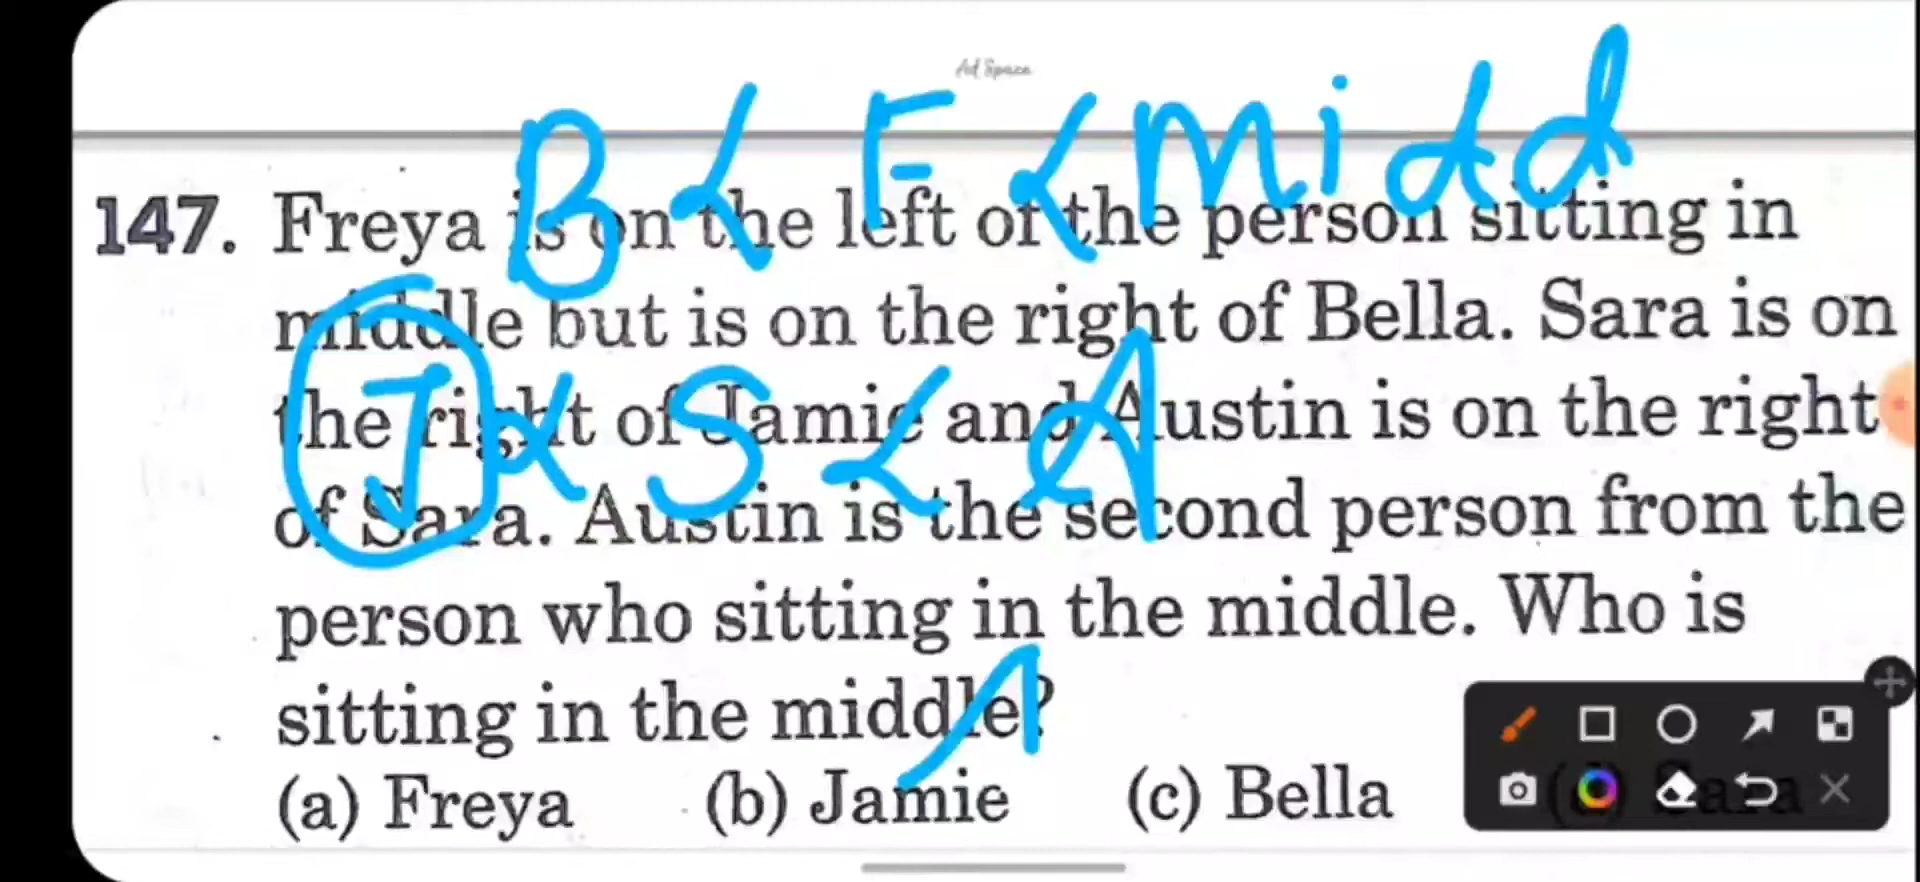 Ad Space
B < F < midd
147. Freya is on the left of the person sitting in
middle but is on the right of Bella. Sara is on
the right of Jamie and Austin is on the right
J < S < A
of Sara. Austin is the second person from the
person who sitting in the middle. Who is
sitting in the middle?
(a) Freya (b) Jamie (c) Bella